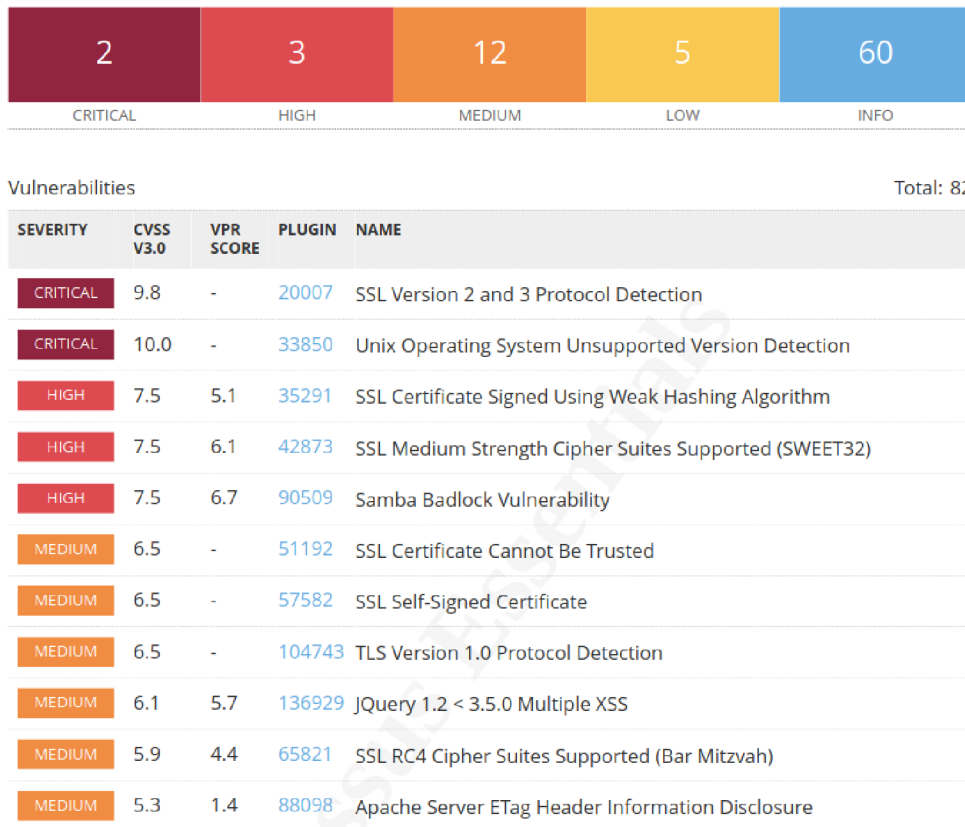 2 3 12 5 60
CRITICAL HIGH MEDIUM LOW INFO
Vulnerabilities Total: 82
SEVERITY CVSS V3.0 VPR SCORE PLUGIN NAME
CRITICAL 9.8 - 20007 SSL Version 2 and 3 Protocol Detection
CRITICAL 10.0 - 33850 Unix Operating System Unsupported Version Detection
HIGH 7.5 5.1 35291 SSL Certificate Signed Using Weak Hashing Algorithm
HIGH 7.5 6.1 42873 SSL Medium Strength Cipher Suites Supported (SWEET32)
HIGH 7.5 6.7 90509 Samba Badlock Vulnerability
MEDIUM 6.5 - 51192 SSL Certificate Cannot Be Trusted
MEDIUM 6.5 - 57582 SSL Self-Signed Certificate
MEDIUM 6.5 - 104743 TLS Version 1.0 Protocol Detection
MEDIUM 6.1 5.7 136929 JQuery 1.2 < 3.5.0 Multiple XSS
MEDIUM 5.9 4.4 65821 SSL RC4 Cipher Suites Supported (Bar Mitzvah)
MEDIUM 5.3 1.4 88098 Apache Server ETag Header Information Disclosure
Essentials